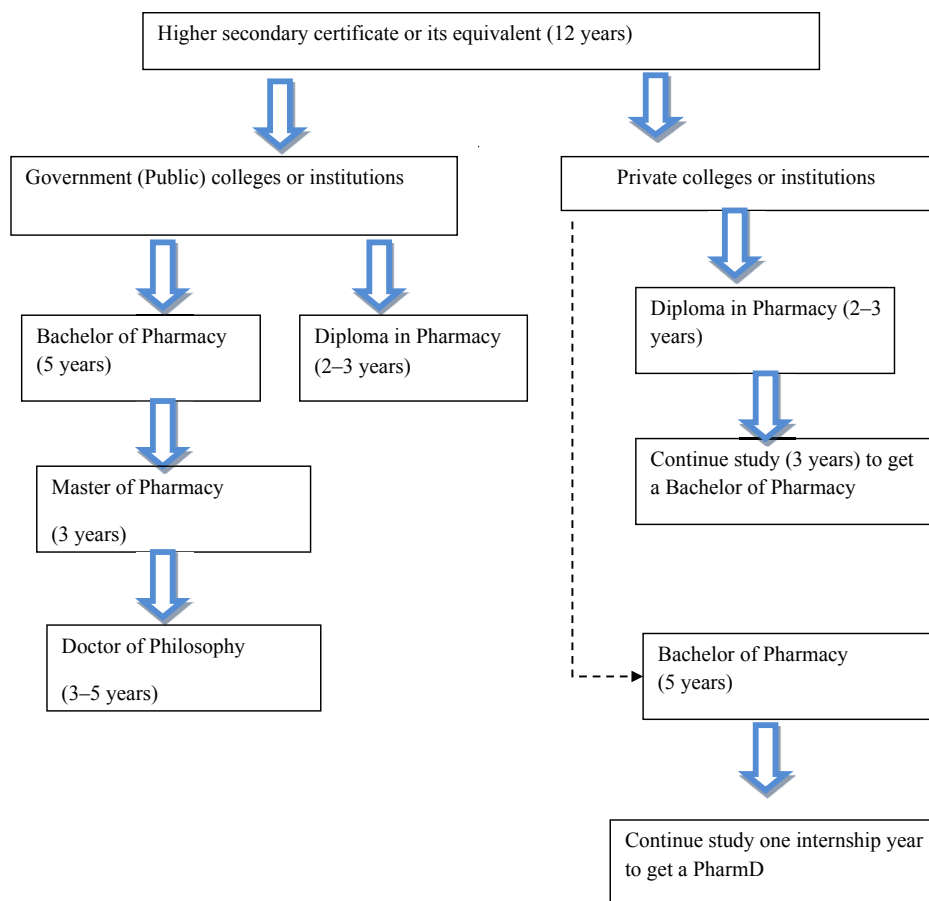 Higher secondary certificate or its equivalent (12 years)
Government (Public) colleges or institutions
Private colleges or institutions
Bachelor of Pharmacy
(5 years)
Diploma in Pharmacy
(2–3 years)
Diploma in Pharmacy (2–3
years)
Master of Pharmacy
(3 years)
Continue study (3 years) to get
a Bachelor of Pharmacy
Doctor of Philosophy
(3–5 years)
Bachelor of Pharmacy
(5 years)
Continue study one internship year
to get a PharmD